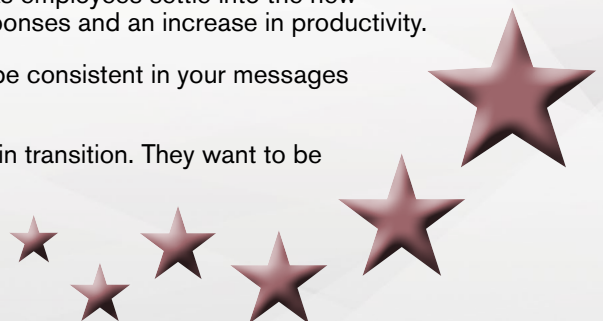 employees settle into the new
ponses and an increase in productivity.
be consistent in your messages
in transition. They want to be